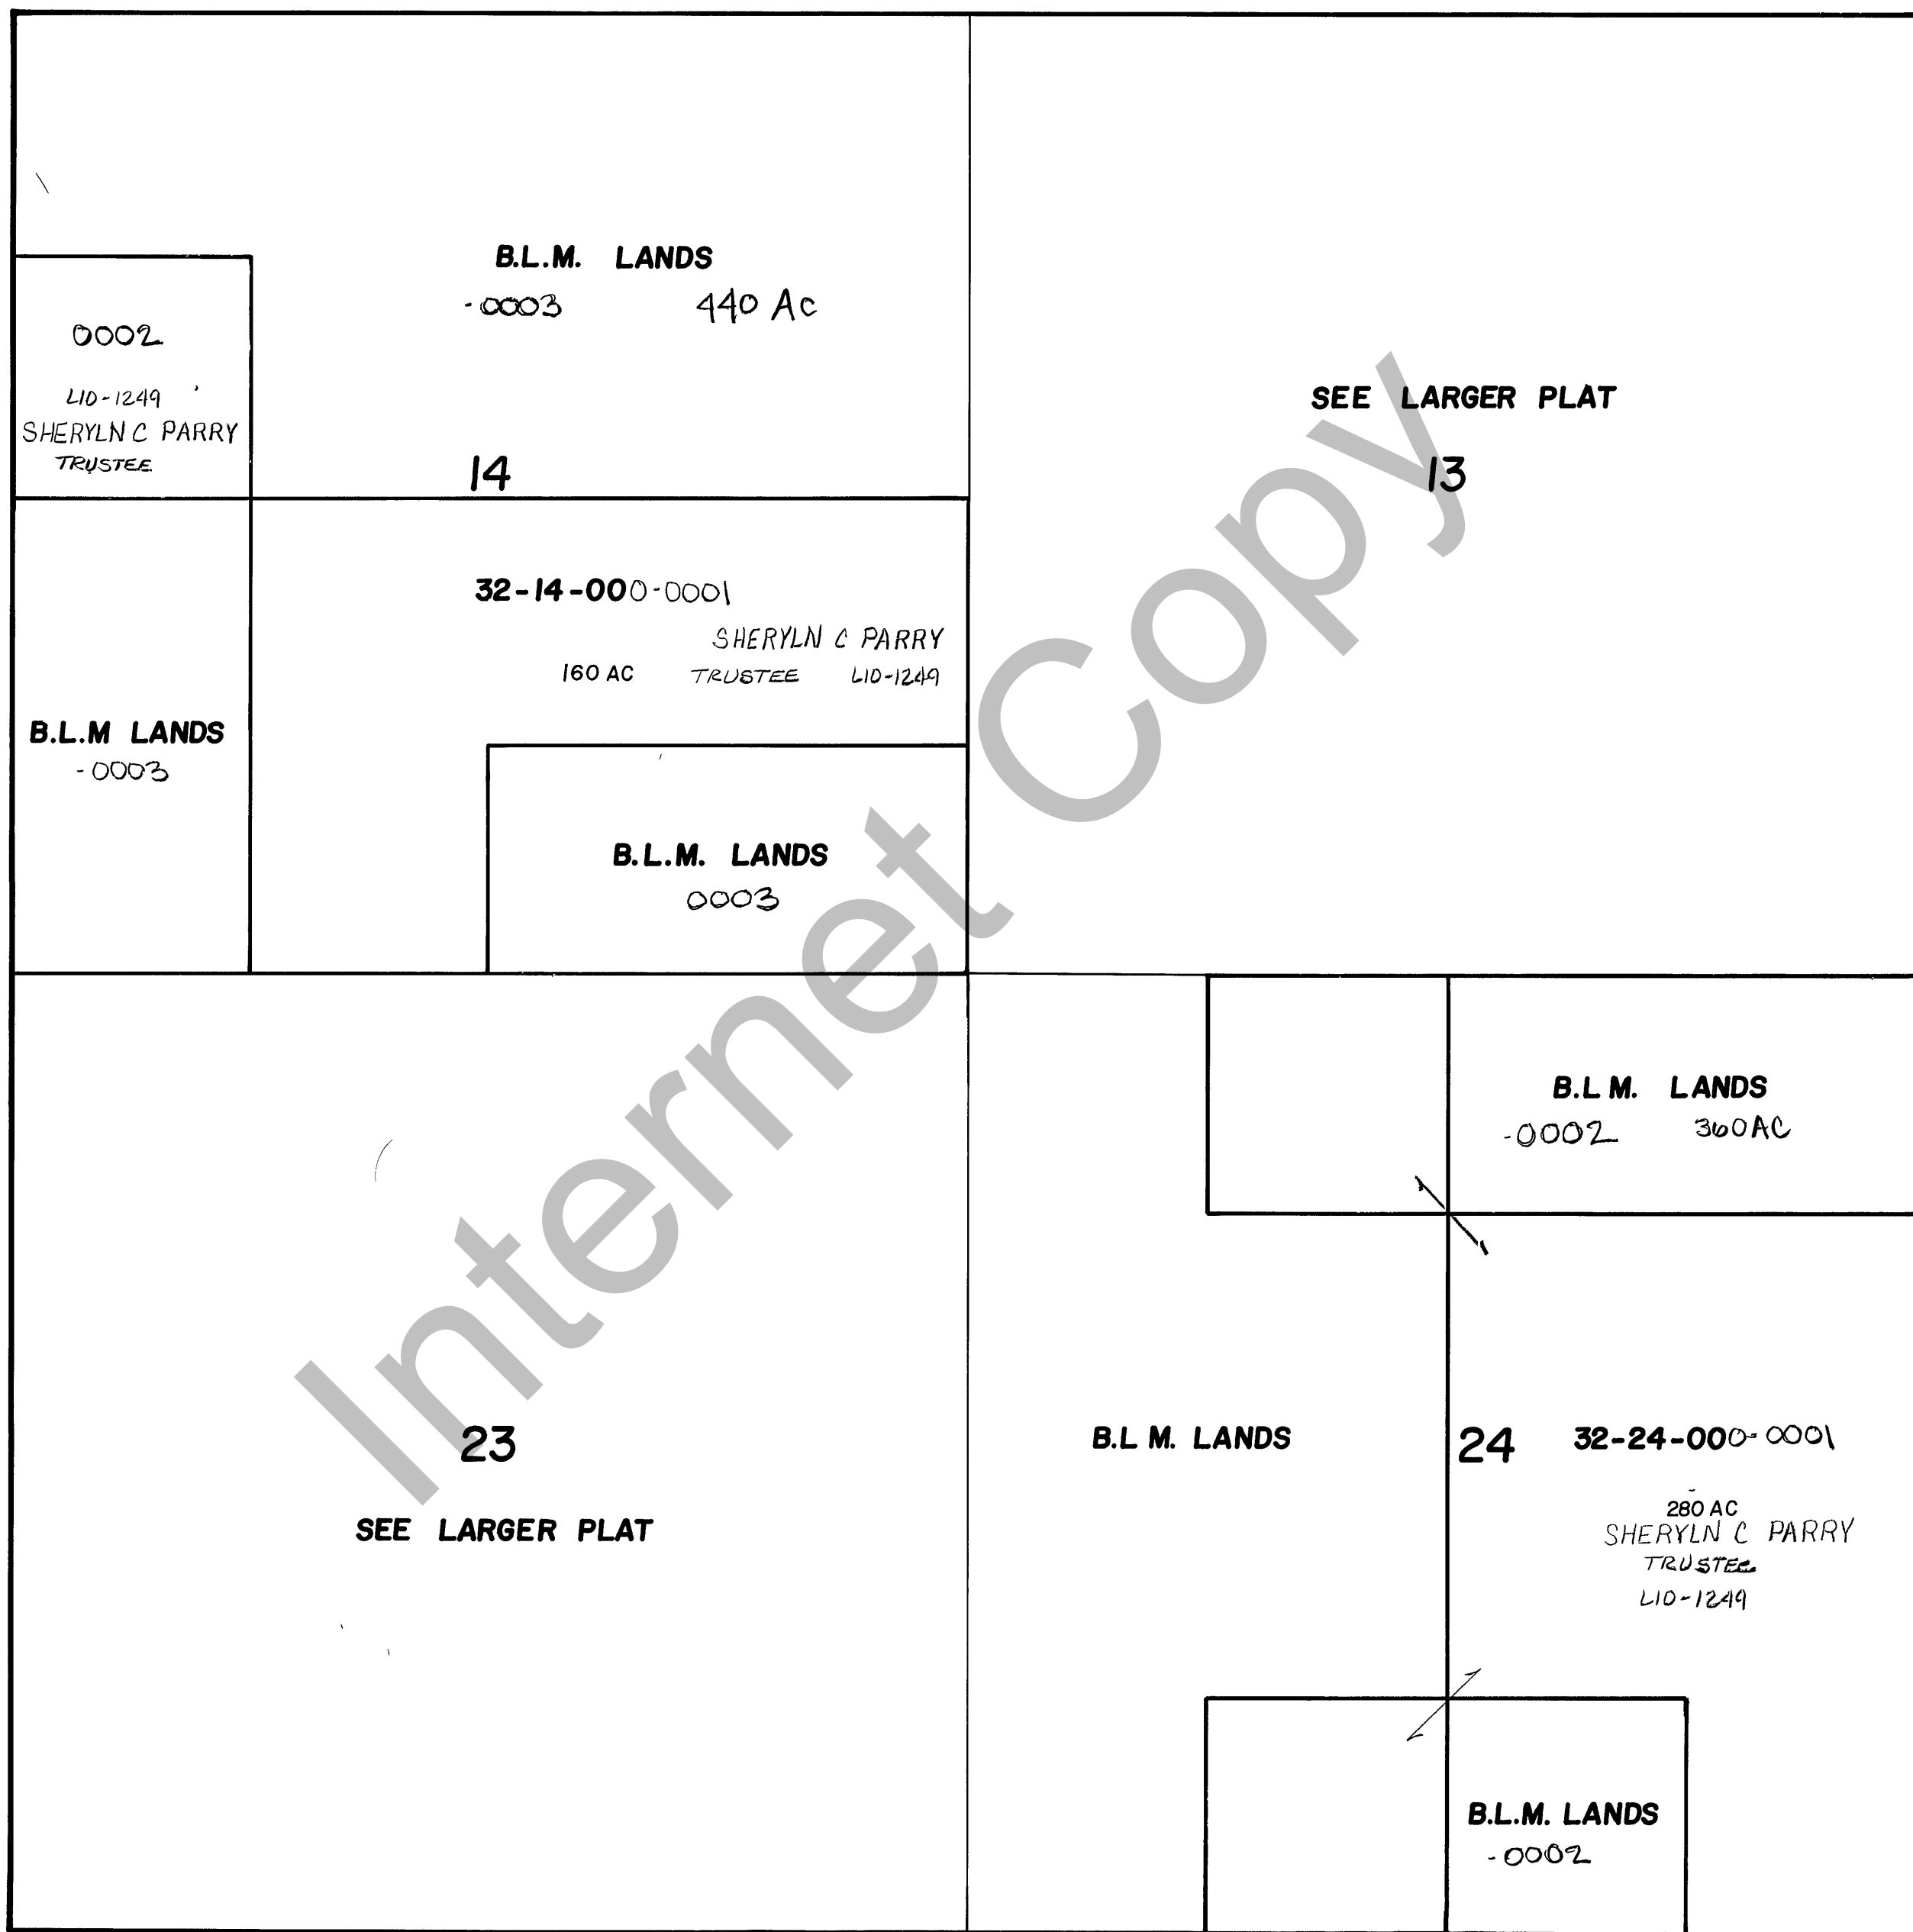 B.L.M. LANDS
-0003 440 Ac
0002
L10-1249
SHERYLN C PARRY
TRUSTEE
14
SEE LARGER PLAT
13
32-14-000-0001
SHERYLN C PARRY
160 AC TRUSTEE L10-1249
B.L.M LANDS
-0003
B.L.M. LANDS
0003
Internet Copy
B.L M. LANDS
-0002 360AC
23
SEE LARGER PLAT
B.L M. LANDS
24 32-24-000-0001
280 AC
SHERYLN C PARRY
TRUSTEE
L10-1249
B.L.M. LANDS
-0002